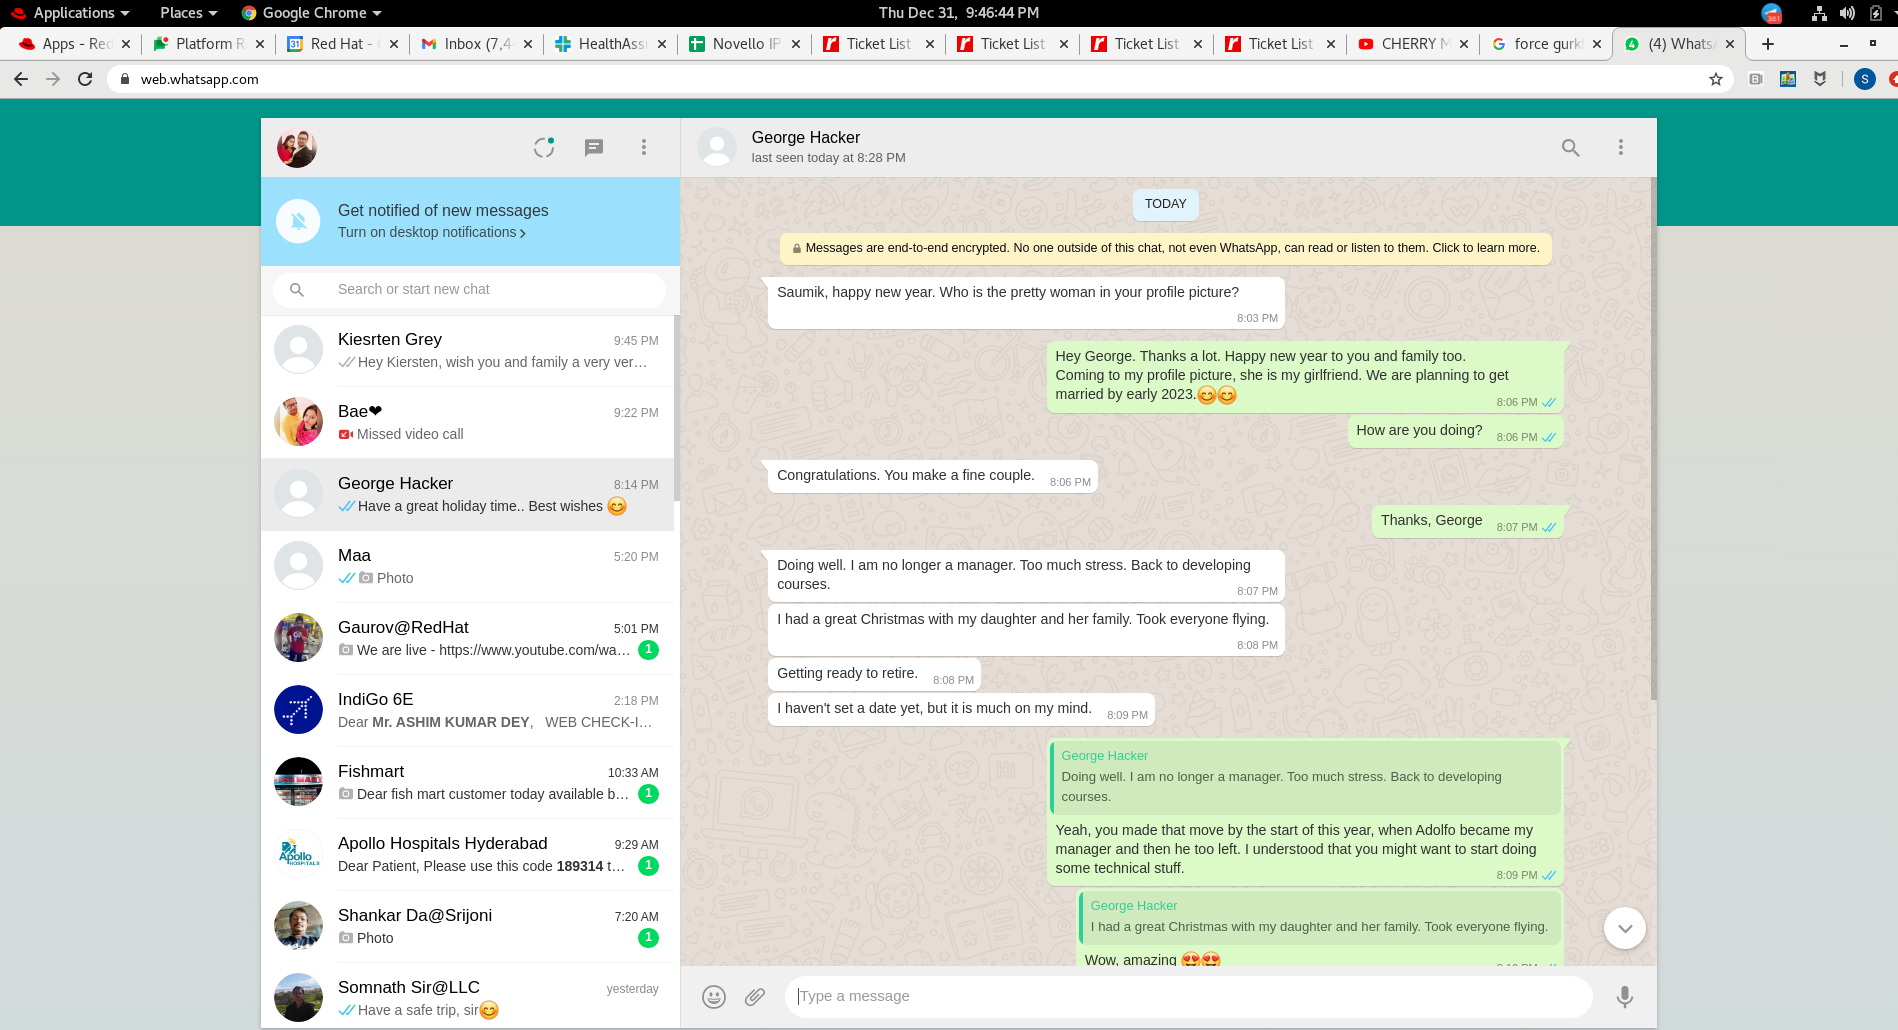 Applications Places Google Chrome Thu Dec 31, 9:46:44 PM 361
Apps - Red Platform R Red Hat - Inbox (7,4 HealthAss Novello IP Ticket List Ticket List Ticket List Ticket List CHERRY M force gurk (4) Whats
web.whatsapp.com S
Get notified of new messages
Turn on desktop notifications
Search or start new chat
Kiesrten Grey 9:45 PM
Hey Kiersten, wish you and family a very ver…
Bae❤ 9:22 PM
Missed video call
George Hacker 8:14 PM
Have a great holiday time.. Best wishes 😊
Maa 5:20 PM
Photo
Gaurov@RedHat 5:01 PM
We are live - https://www.youtube.com/wa… 1
IndiGo 6E 2:18 PM
Dear Mr. ASHIM KUMAR DEY, WEB CHECK-I…
Fishmart 10:33 AM
Dear fish mart customer today available b… 1
Apollo Hospitals Hyderabad 9:29 AM
Dear Patient, Please use this code 189314 t… 1
Shankar Da@Srijoni 7:20 AM
Photo 1
Somnath Sir@LLC yesterday
Have a safe trip, sir😊
George Hacker
last seen today at 8:28 PM
TODAY
Messages are end-to-end encrypted. No one outside of this chat, not even WhatsApp, can read or listen to them. Click to learn more.
Saumik, happy new year. Who is the pretty woman in your profile picture?
8:03 PM
Hey George. Thanks a lot. Happy new year to you and family too.
Coming to my profile picture, she is my girlfriend. We are planning to get
married by early 2023.😊😊
8:06 PM
How are you doing? 8:06 PM
Congratulations. You make a fine couple. 8:06 PM
Thanks, George 8:07 PM
Doing well. I am no longer a manager. Too much stress. Back to developing
courses.
8:07 PM
I had a great Christmas with my daughter and her family. Took everyone flying.
8:08 PM
Getting ready to retire. 8:08 PM
I haven't set a date yet, but it is much on my mind. 8:09 PM
George Hacker
Doing well. I am no longer a manager. Too much stress. Back to developing
courses.
Yeah, you made that move by the start of this year, when Adolfo became my
manager and then he too left. I understood that you might want to start doing
some technical stuff.
8:09 PM
George Hacker
I had a great Christmas with my daughter and her family. Took everyone flying.
Wow, amazing 😍😍
Type a message